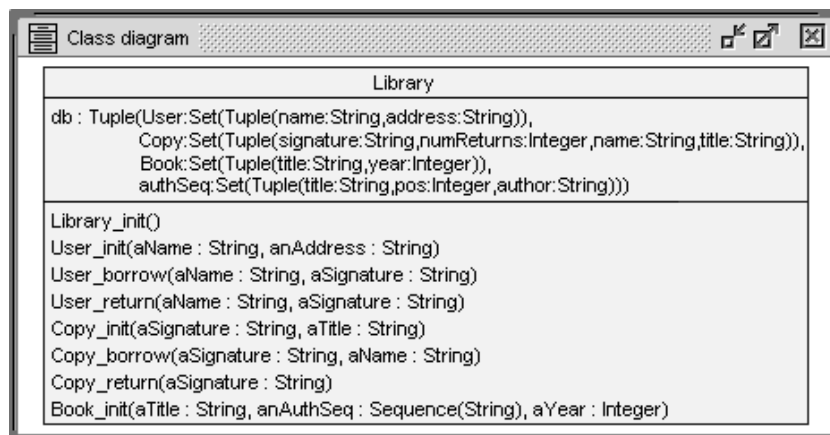 Class diagram
Library
db : Tuple(User:Set(Tuple(name:String,address:String)),
Copy:Set(Tuple(signature:String,numReturns:Integer,name:String,title:String)),
Book:Set(Tuple(title:String,year:Integer)),
authSeq:Set(Tuple(title:String,pos:Integer,author:String)))
Library_init()
User_init(aName : String, anAddress : String)
User_borrow(aName : String, aSignature : String)
User_return(aName : String, aSignature : String)
Copy_init(aSignature : String, aTitle : String)
Copy_borrow(aSignature : String, aName : String)
Copy_return(aSignature : String)
Book_init(aTitle : String, anAuthSeq : Sequence(String), aYear : Integer)